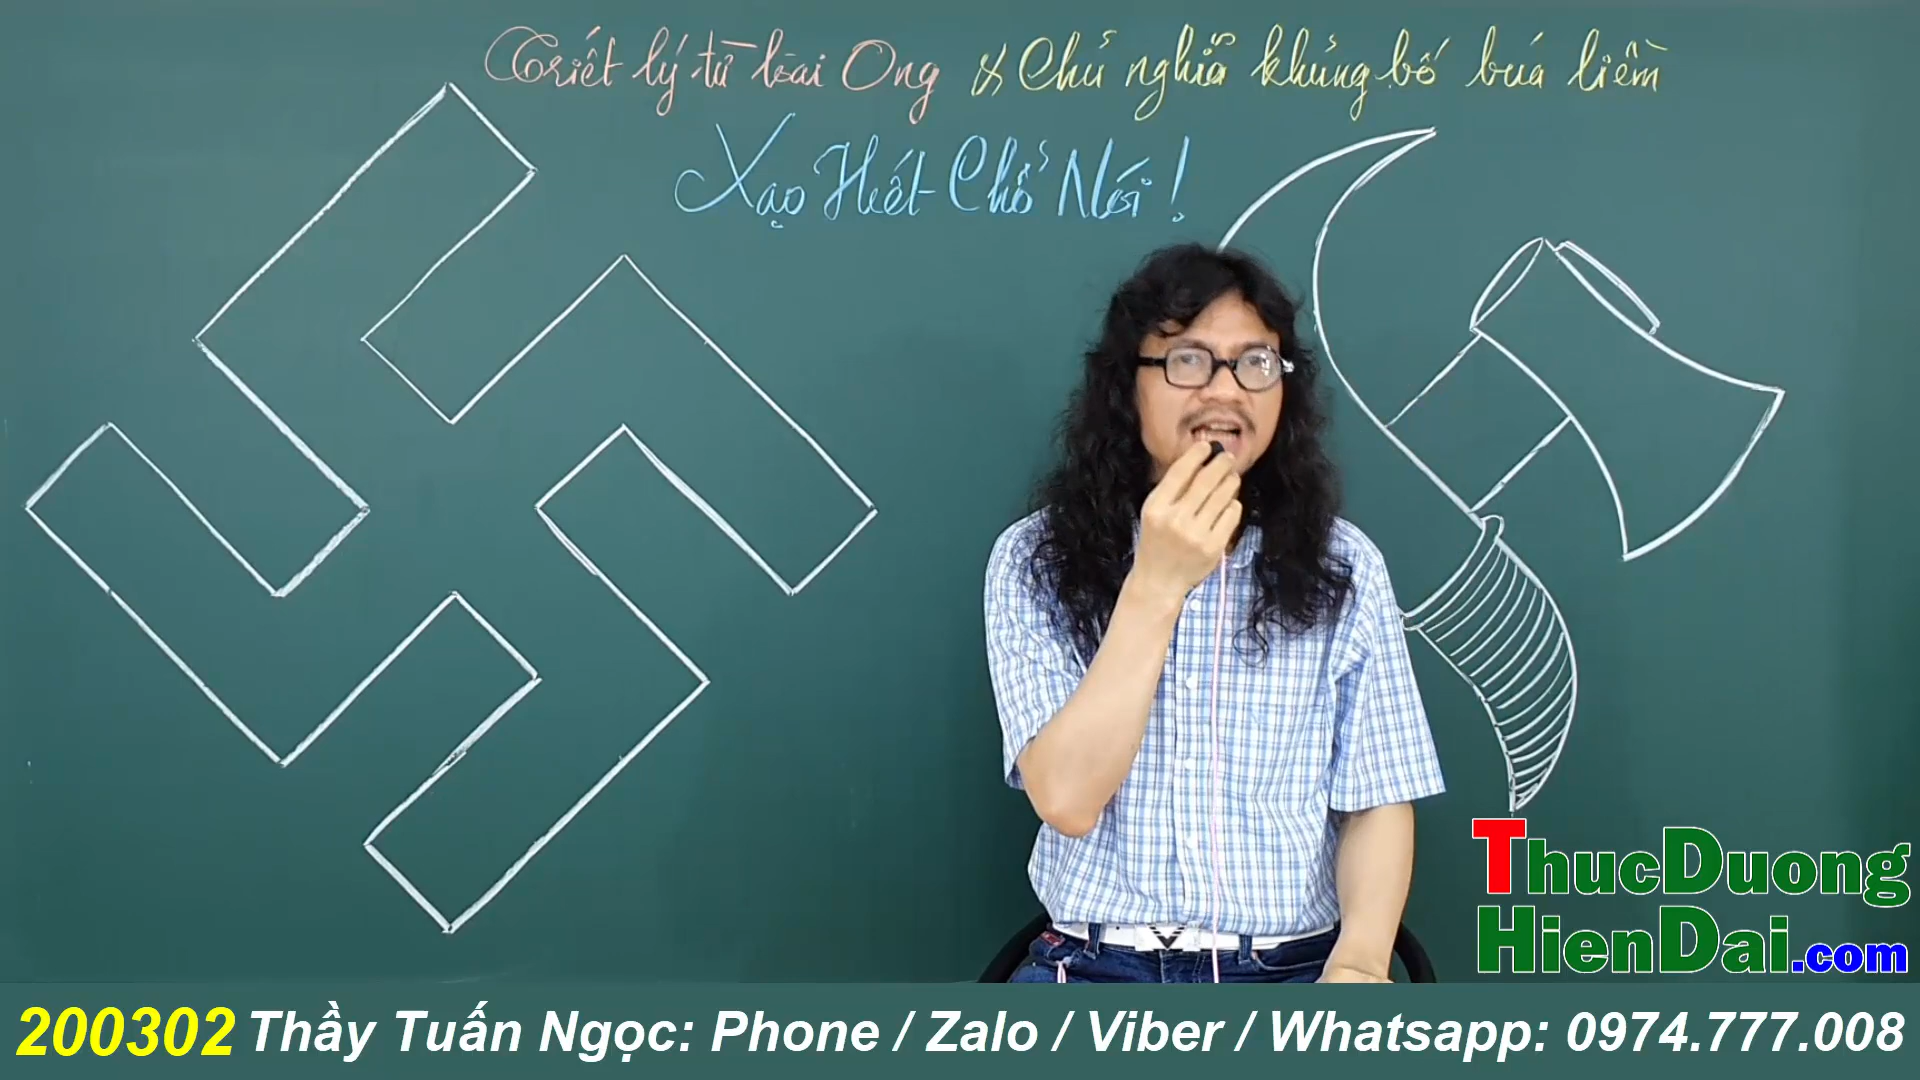 Triết lý từ loài Ong & Chủ nghĩa khủng bố búa liềm
Xạo Hết Chỗ Nói!
ThucDuong
HienDai.com
200302 Thầy Tuấn Ngọc: Phone / Zalo / Viber / Whatsapp: 0974.777.008